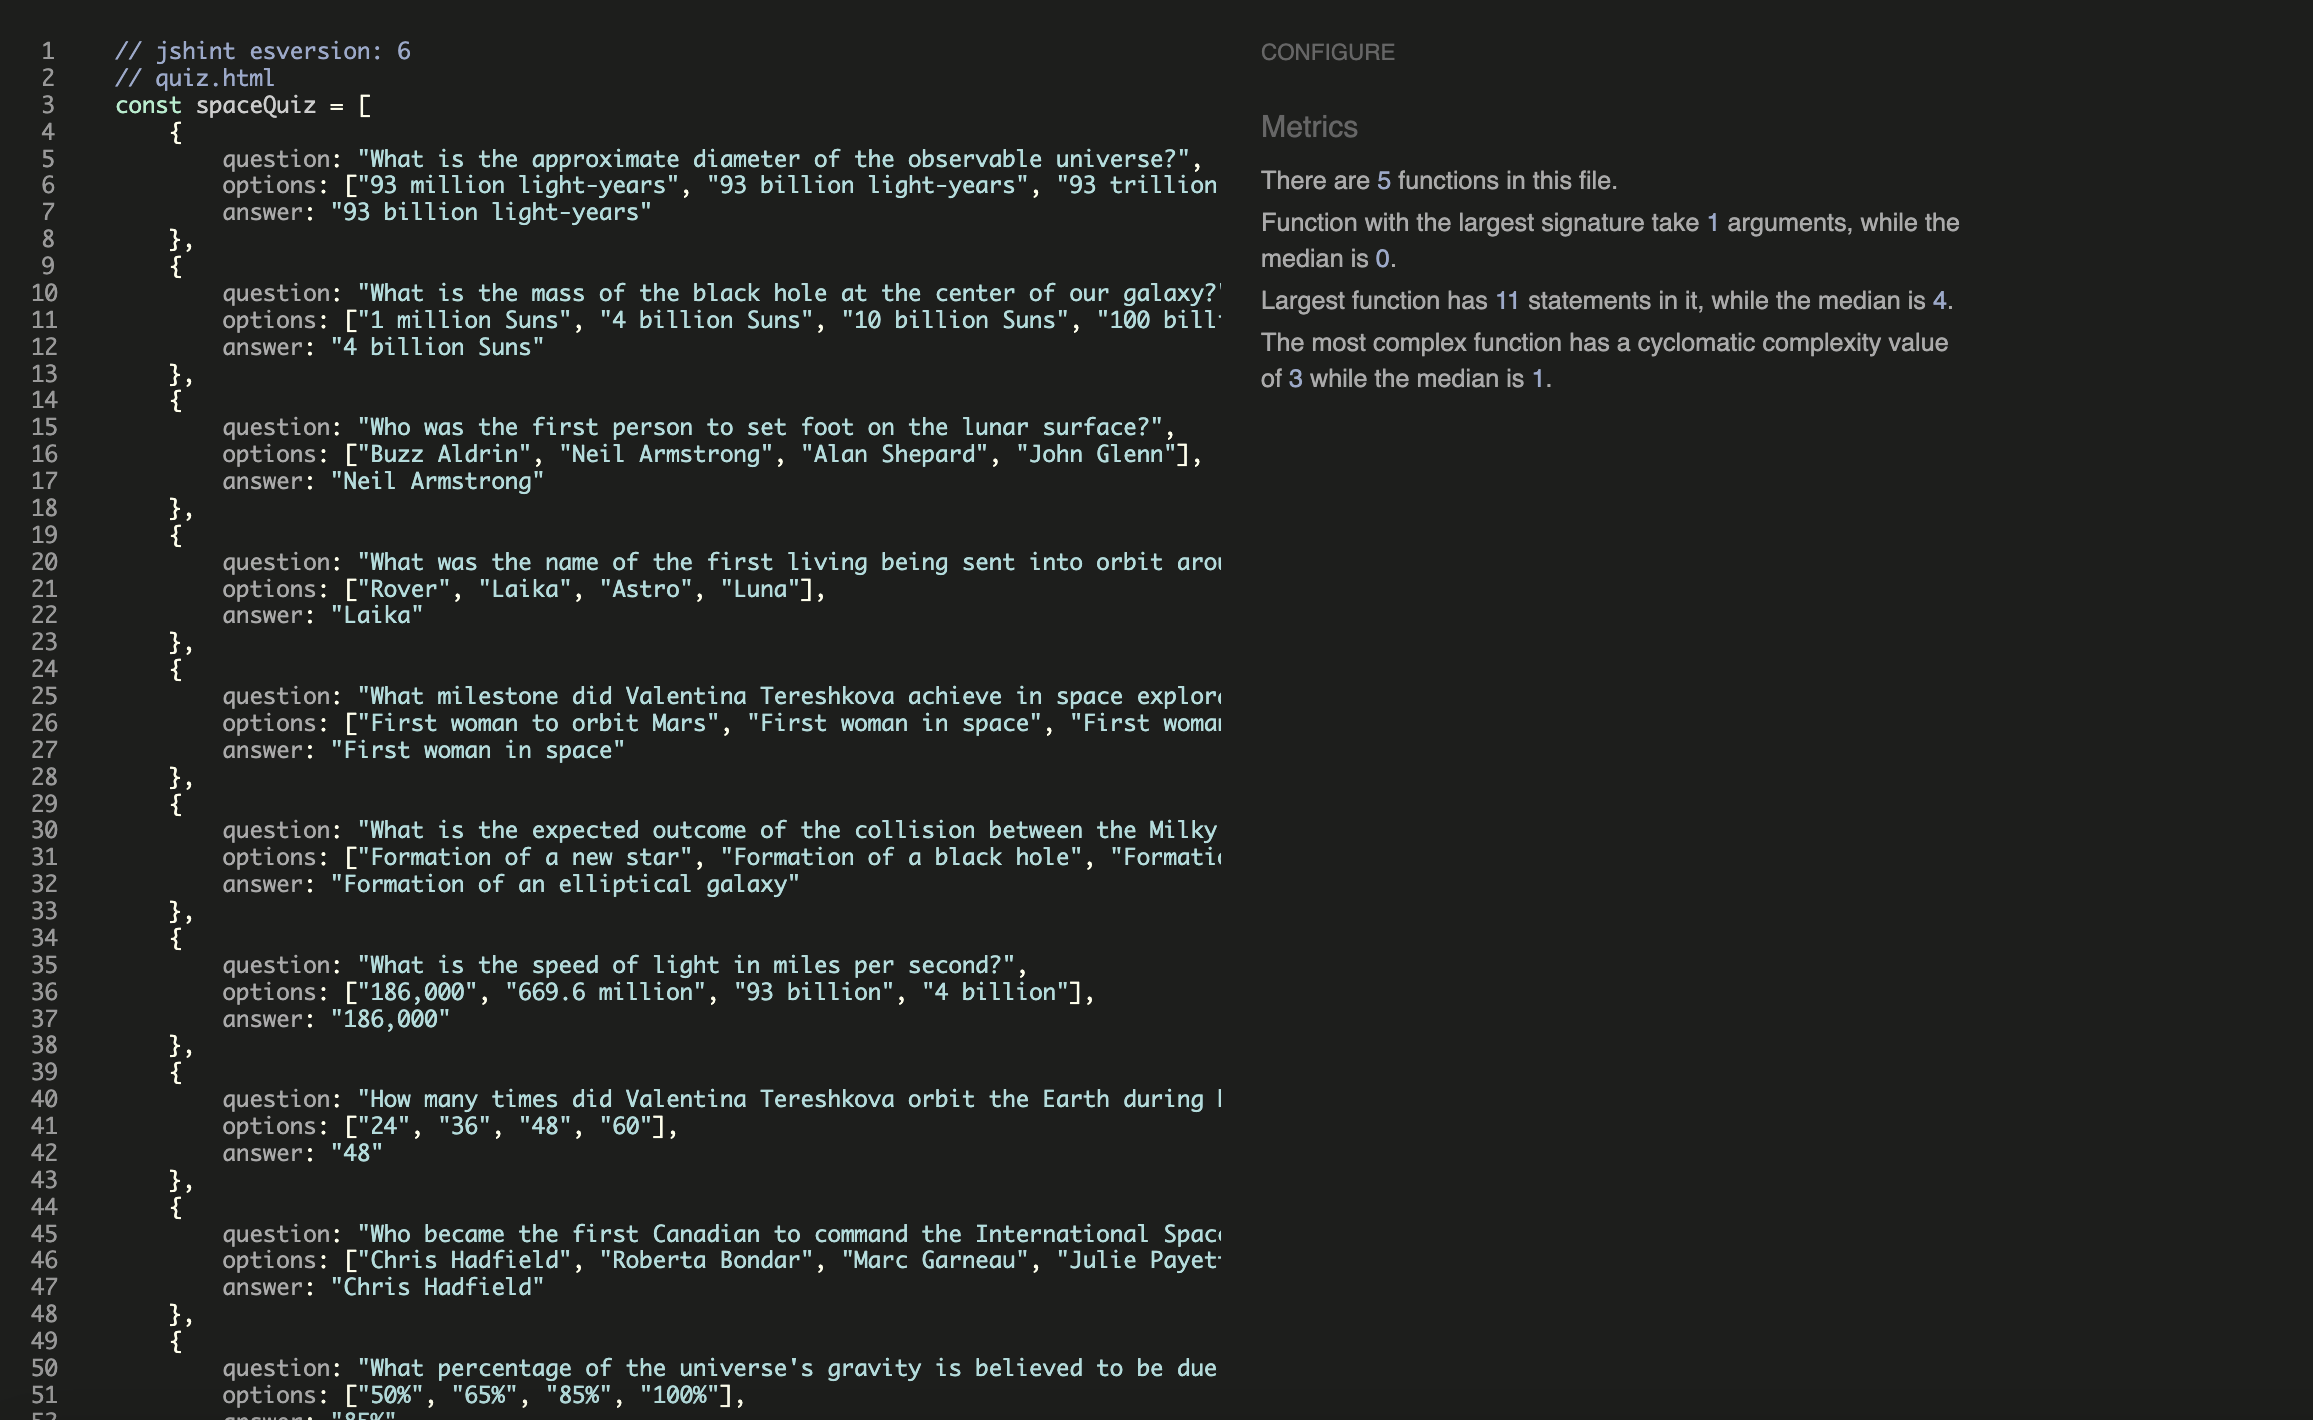 1 // jshint esversion: 6
2 // quiz.html
3 const spaceQuiz = [
4 {
5 question: "What is the approximate diameter of the observable universe?",
6 options: ["93 million light-years", "93 billion light-years", "93 trillion
7 answer: "93 billion light-years"
8 },
9 {
10 question: "What is the mass of the black hole at the center of our galaxy?"
11 options: ["1 million Suns", "4 billion Suns", "10 billion Suns", "100
12 answer: "4 billion Suns"
13 },
14 {
15 question: "Who was the first person to set foot on the lunar surface?",
16 options: ["Buzz Aldrin", "Neil Armstrong", "Alan Shepard", "John Glenn"],
17 answer: "Neil Armstrong"
18 },
19 {
20 question: "What was the name of the first living being sent into orbit
21 options: ["Rover", "Laika", "Astro", "Luna"],
22 answer: "Laika"
23 },
24 {
25 question: "What milestone did Valentina Tereshkova achieve in space
26 options: ["First woman to orbit Mars", "First woman in space", "First
27 answer: "First woman in space"
28 },
29 {
30 question: "What is the expected outcome of the collision between the Milky
31 options: ["Formation of a new star", "Formation of a black hole",
32 answer: "Formation of an elliptical galaxy"
33 },
34 {
35 question: "What is the speed of light in miles per second?",
36 options: ["186,000", "669.6 million", "93 billion", "4 billion"],
37 answer: "186,000"
38 },
39 {
40 question: "How many times did Valentina Tereshkova orbit the Earth during
41 options: ["24", "36", "48", "60"],
42 answer: "48"
43 },
44 {
45 question: "Who became the first Canadian to command the International
46 options: ["Chris Hadfield", "Roberta Bondar", "Marc Garneau", "Julie
47 answer: "Chris Hadfield"
48 },
49 {
50 question: "What percentage of the universe's gravity is believed to be due
51 options: ["50%", "65%", "85%", "100%"],
52 answer: "85%"
CONFIGURE
Metrics
There are 5 functions in this file.
Function with the largest signature take 1 arguments, while the
median is 0.
Largest function has 11 statements in it, while the median is 4.
The most complex function has a cyclomatic complexity value
of 3 while the median is 1.